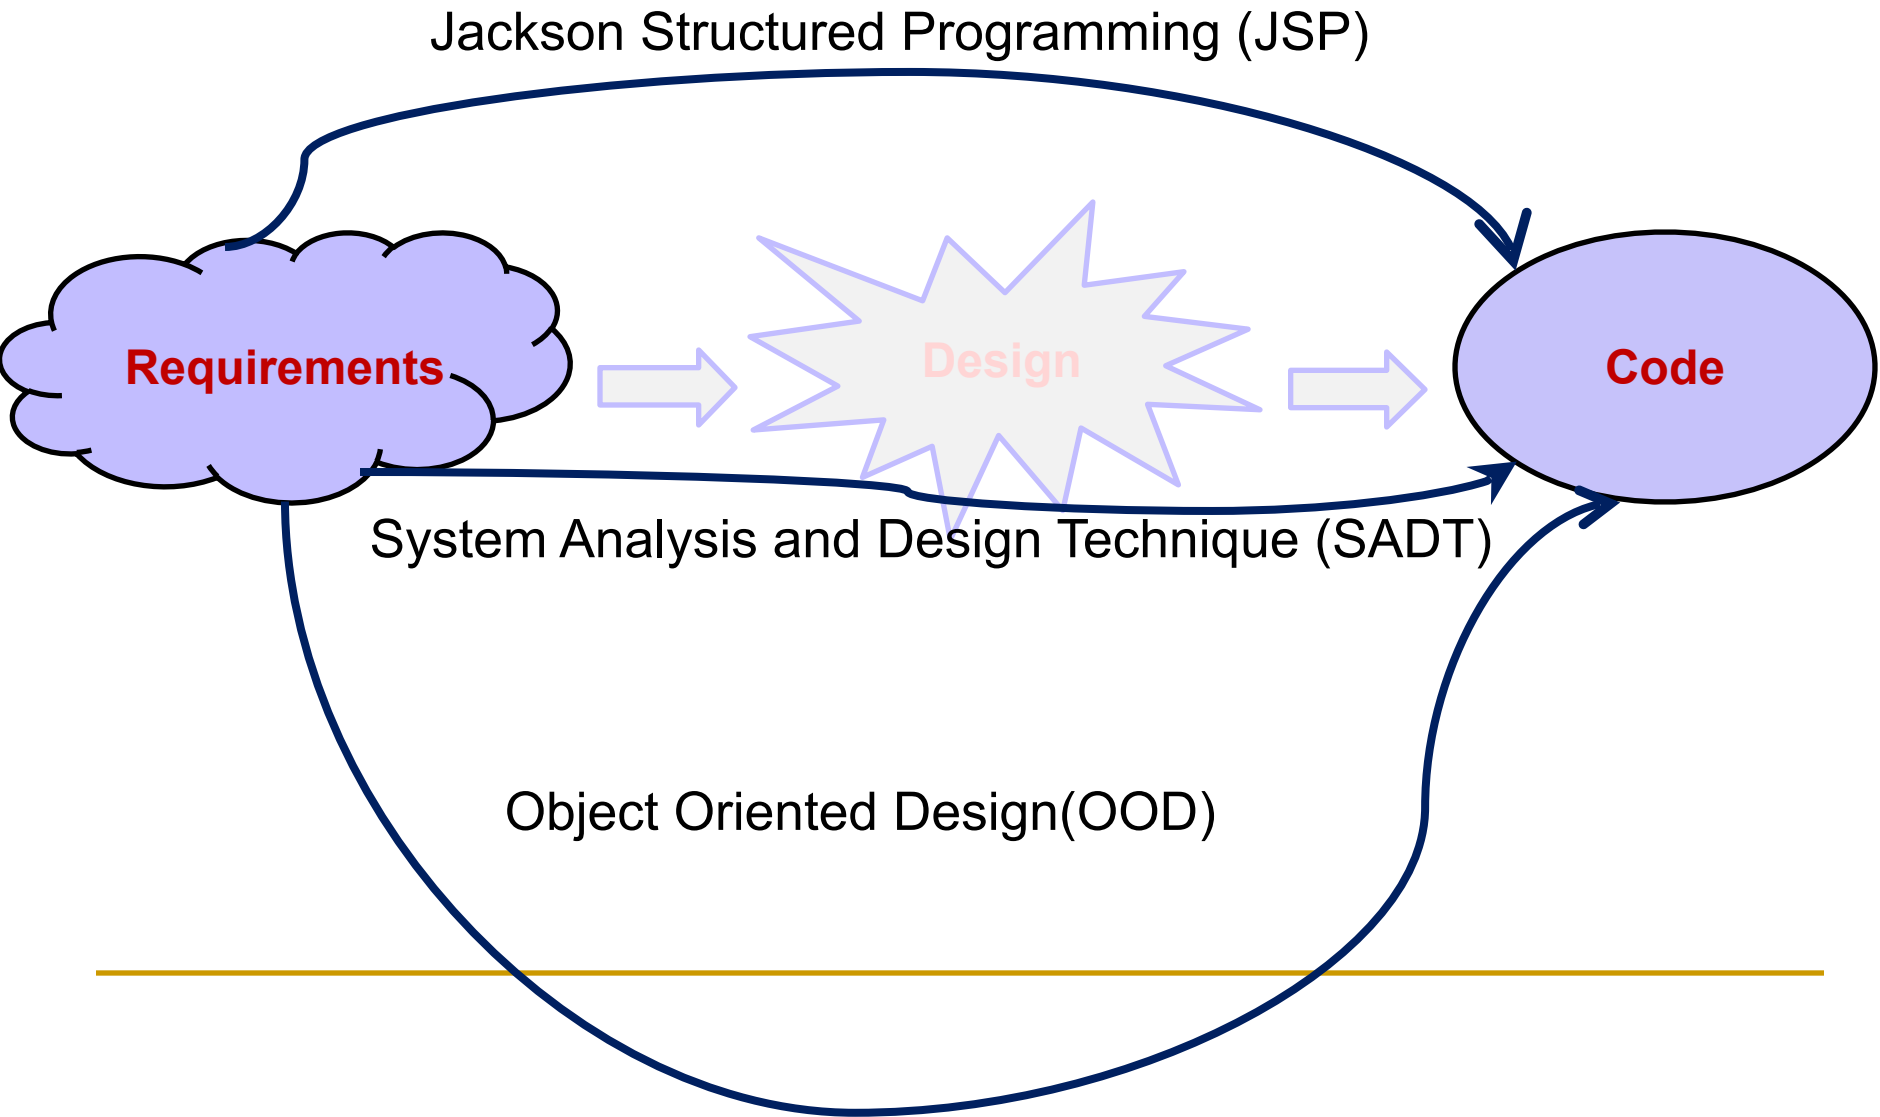 Jackson Structured Programming (JSP)
Requirements
Design
Code
System Analysis and Design Technique (SADT)
Object Oriented Design(OOD)